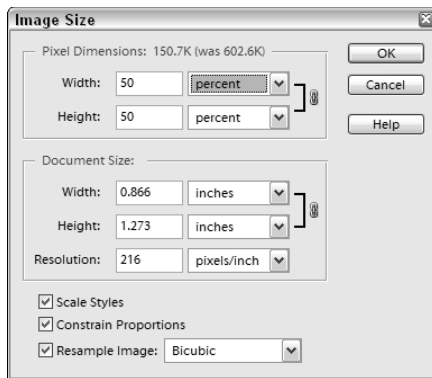 Image Size
Pixel Dimensions: 150.7K (was 602.6K)
OK
Width: 50 percent
Cancel
Height: 50 percent
Help
Document Size:
Width: 0.866 inches
Height: 1.273 inches
Resolution: 216 pixels/inch
Scale Styles
Constrain Proportions
Resample Image: Bicubic